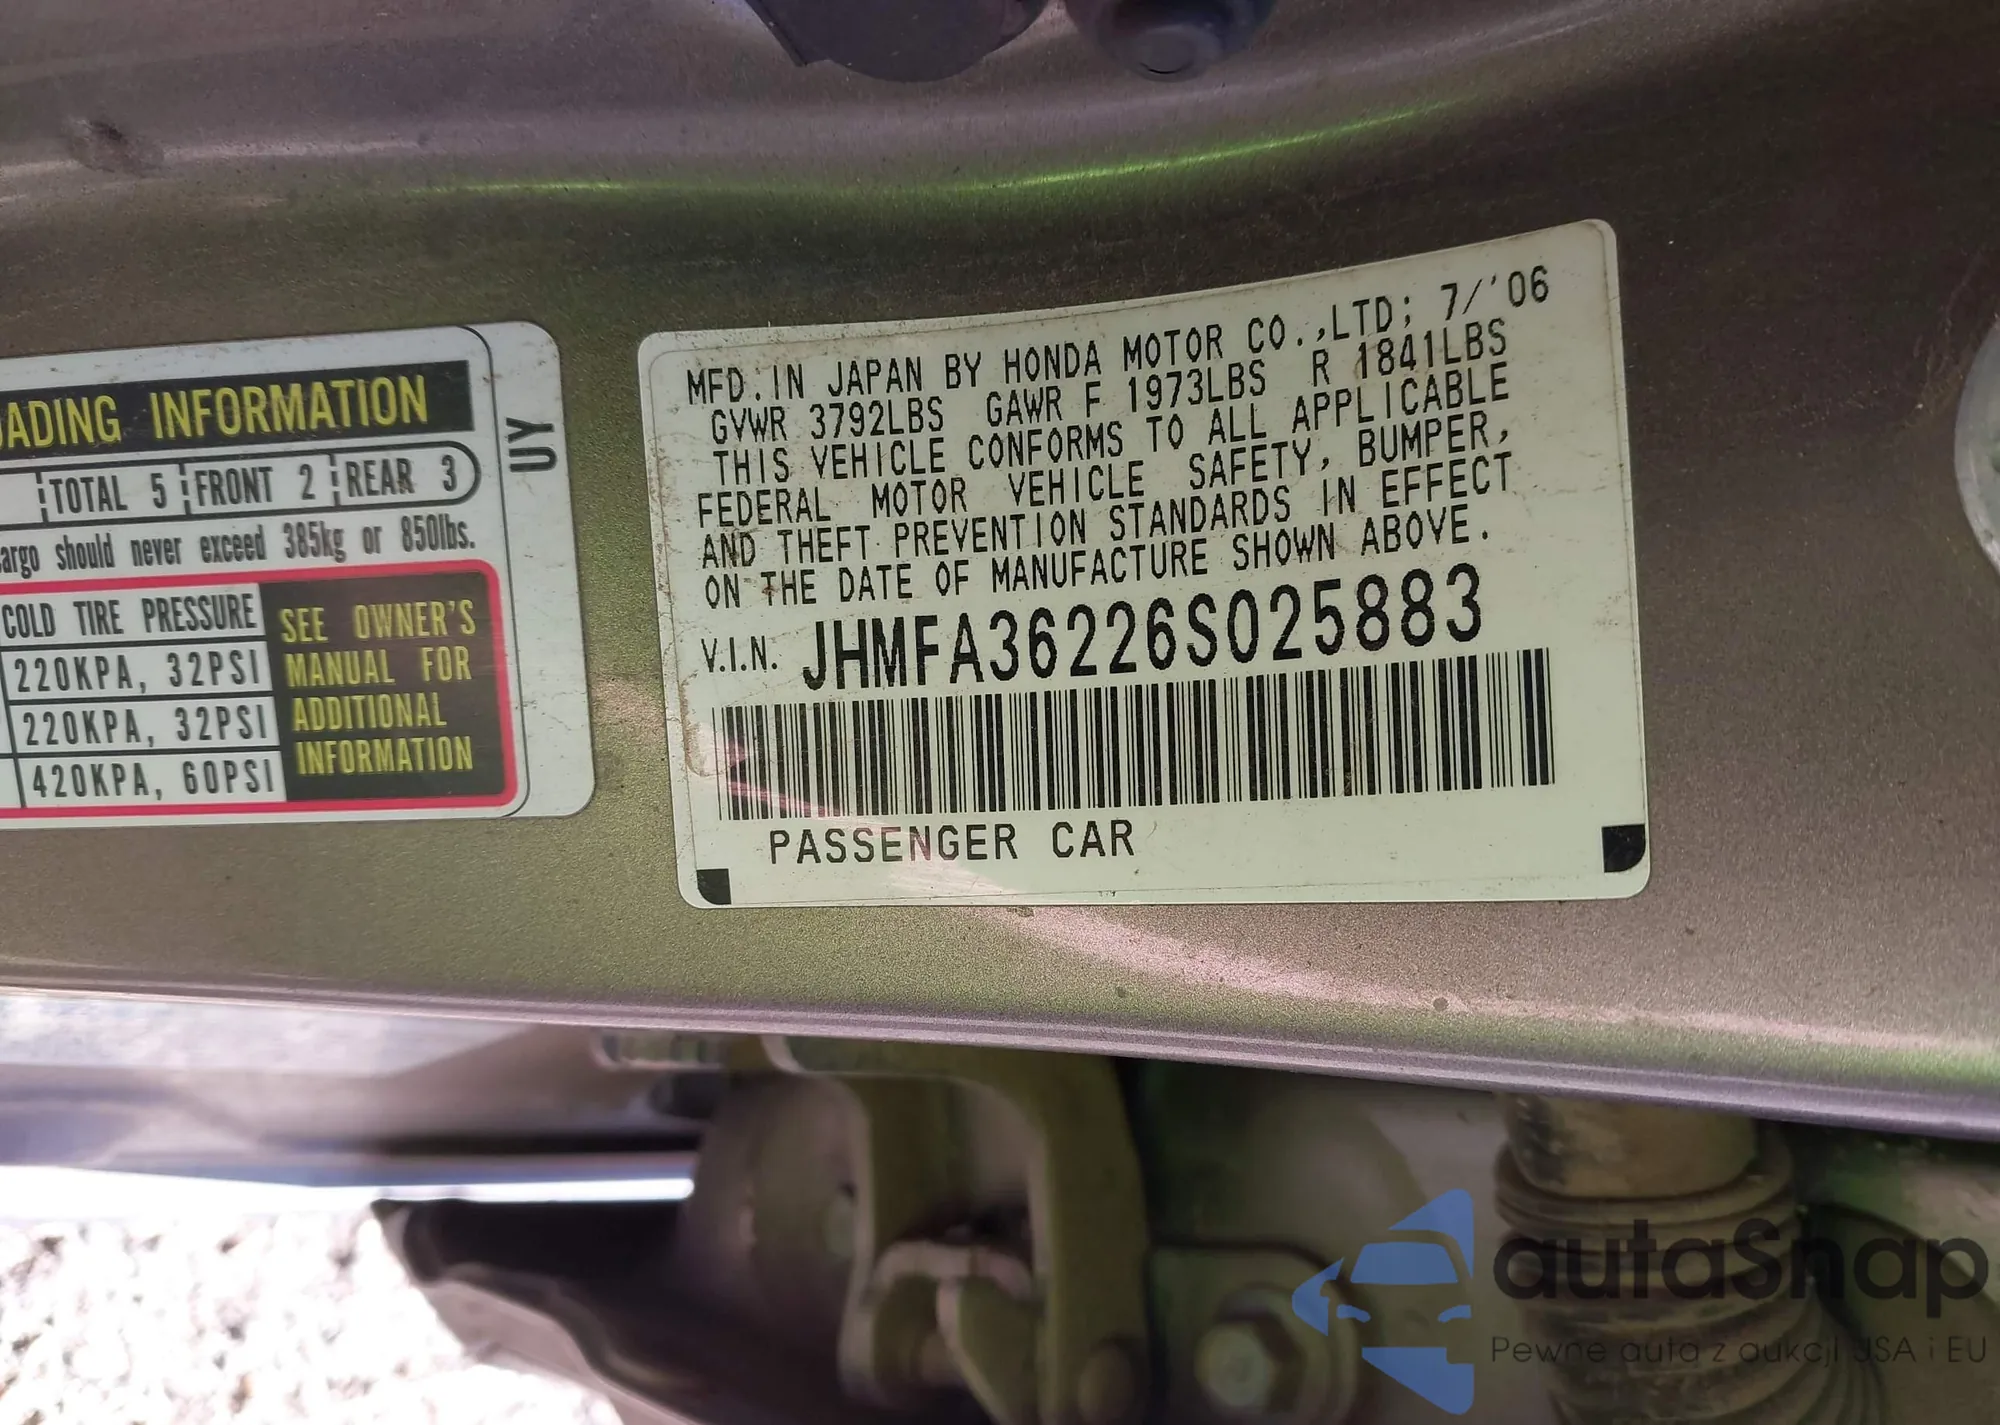 ADING INFORMATION
TOTAL 5 FRONT 2 REAR 3
argo should never exceed 385kg or 850lbs.
COLD TIRE PRESSURE
220KPA, 32PSI
220KPA, 32PSI
420KPA, 60PSI
SEE OWNER'S
MANUAL FOR
ADDITIONAL
INFORMATION
UY
MFD. IN JAPAN BY HONDA MOTOR CO.,LTD; 7/'06
GVWR 3792LBS GAWR F 1973LBS R 1841LBS
THIS VEHICLE CONFORMS TO ALL APPLICABLE
FEDERAL MOTOR VEHICLE SAFETY, BUMPER,
AND THEFT PREVENTION STANDARDS IN EFFECT
ON THE DATE OF MANUFACTURE SHOWN ABOVE.
V.I.N. JHMFA36226S025883
PASSENGER CAR
autaSnap
Pewne auta z aukcji USA i EU